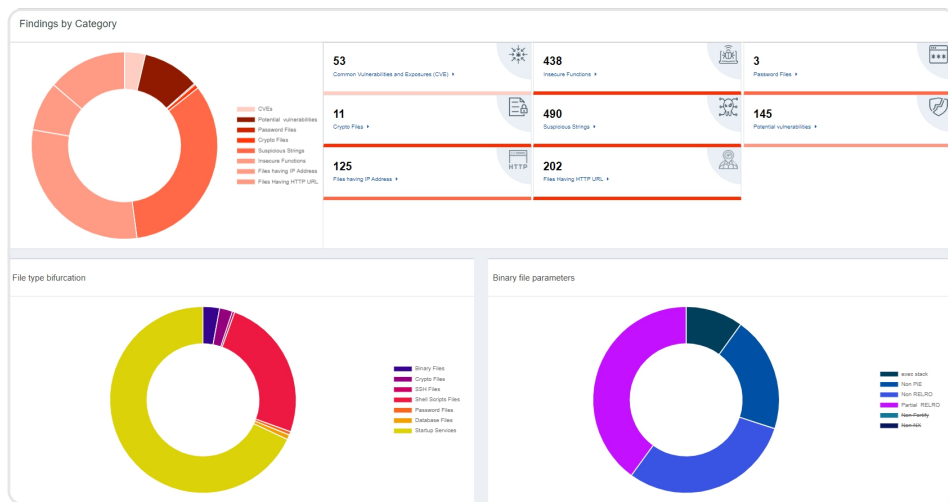 Findings by Category
CVEs
Potential vulnerabilities
Password Files
Crypto Files
Suspicious Strings
Insecure Functions
Files having IP Address
Files Having HTTP URL
53
Common Vulnerabilities and Exposures (CVE)
438
Insecure Functions
3
Password Files
***
11
Crypto Files
490
Suspicious Strings
145
Potential vulnerabilities
HTTP
125
Files having IP Address
202
Files Having HTTP URL
File type bifurcation
Binary Files
Crypto Files
SSH Files
Shell Scripts Files
Password Files
Database Files
Startup Services
Binary file parameters
exec stack
Non PIE
Non RELRO
Partial RELRO
Non Fortify
Non NX